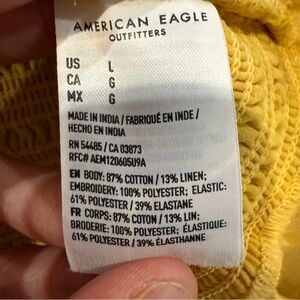 AMERICAN EAGLE
OUTFITTERS
US L
CA G
MX G
MADE IN INDIA / FABRIQUÉ EN INDE /
HECHO EN INDIA
RN 54485 / CA 03873
RFC# AEM120605U9A
EN BODY: 87% COTTON / 13% LINEN;
EMBROIDERY: 100% POLYESTER; ELASTIC:
61% POLYESTER / 39% ELASTANE
FR CORPS: 87% COTON / 13% LIN;
BRODERIE: 100% POLYESTER; ÉLASTIQUE:
61% POLYESTER / 39% ÉLASTHANNE